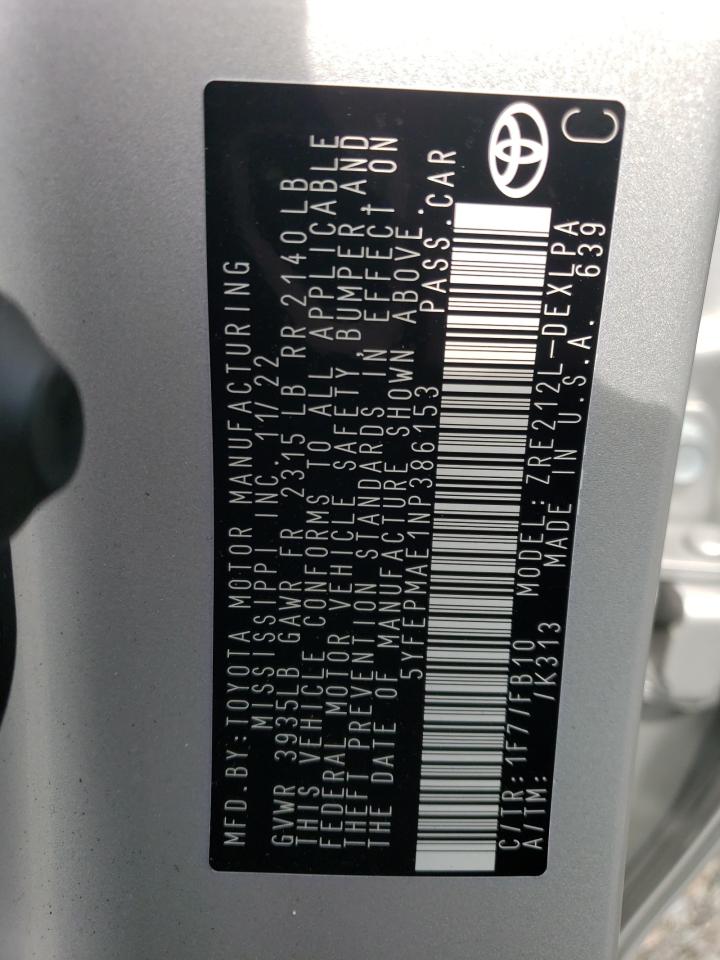 MFD.BY:TOYOTA MOTOR MANUFACTURING
MISSISSIPPI INC. 11/22
GVWR 3935LB GAWR FR 2315 LB RR 2140LB
THIS VEHICLE CONFORMS TO ALL APPLICABLE
FEDERAL MOTOR VEHICLE SAFETY,BUMPER AND
THEFT PREVENTION STANDARDS IN EFFECT ON
THE DATE OF MANUFACTURE SHOWN ABOVE.
5YFEPMAE1NP386153 PASS.CAR
C/TR:1F7/FB10 MODEL:ZRE212L-DEXLPA
A/TM: /K313 MADE IN U.S.A. 639
C